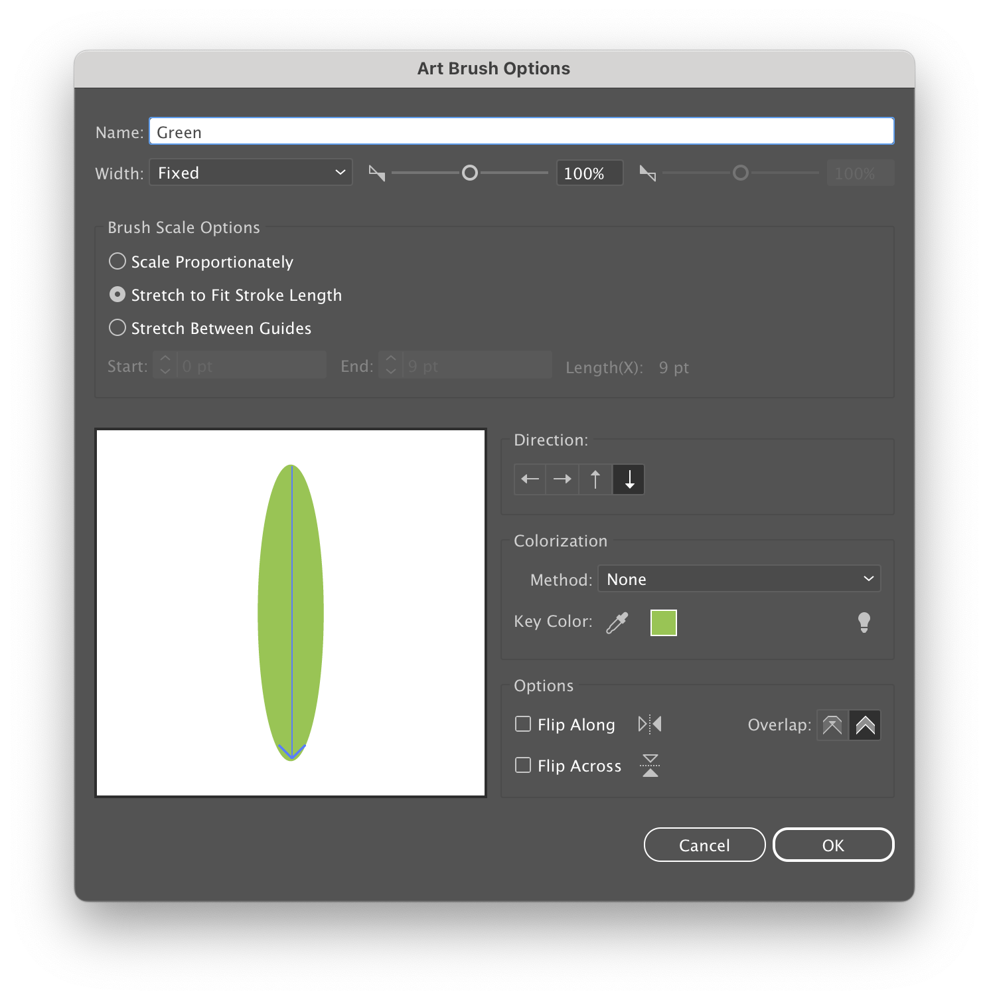 Art Brush Options
Name: Green
Width: Fixed 100% 100%
Brush Scale Options
Scale Proportionately
Stretch to Fit Stroke Length
Stretch Between Guides
Start: 0 pt End: 9 pt Length(X): 9 pt
Direction:
Colorization
Method: None
Key Color:
Options
Flip Along Overlap:
Flip Across
Cancel OK